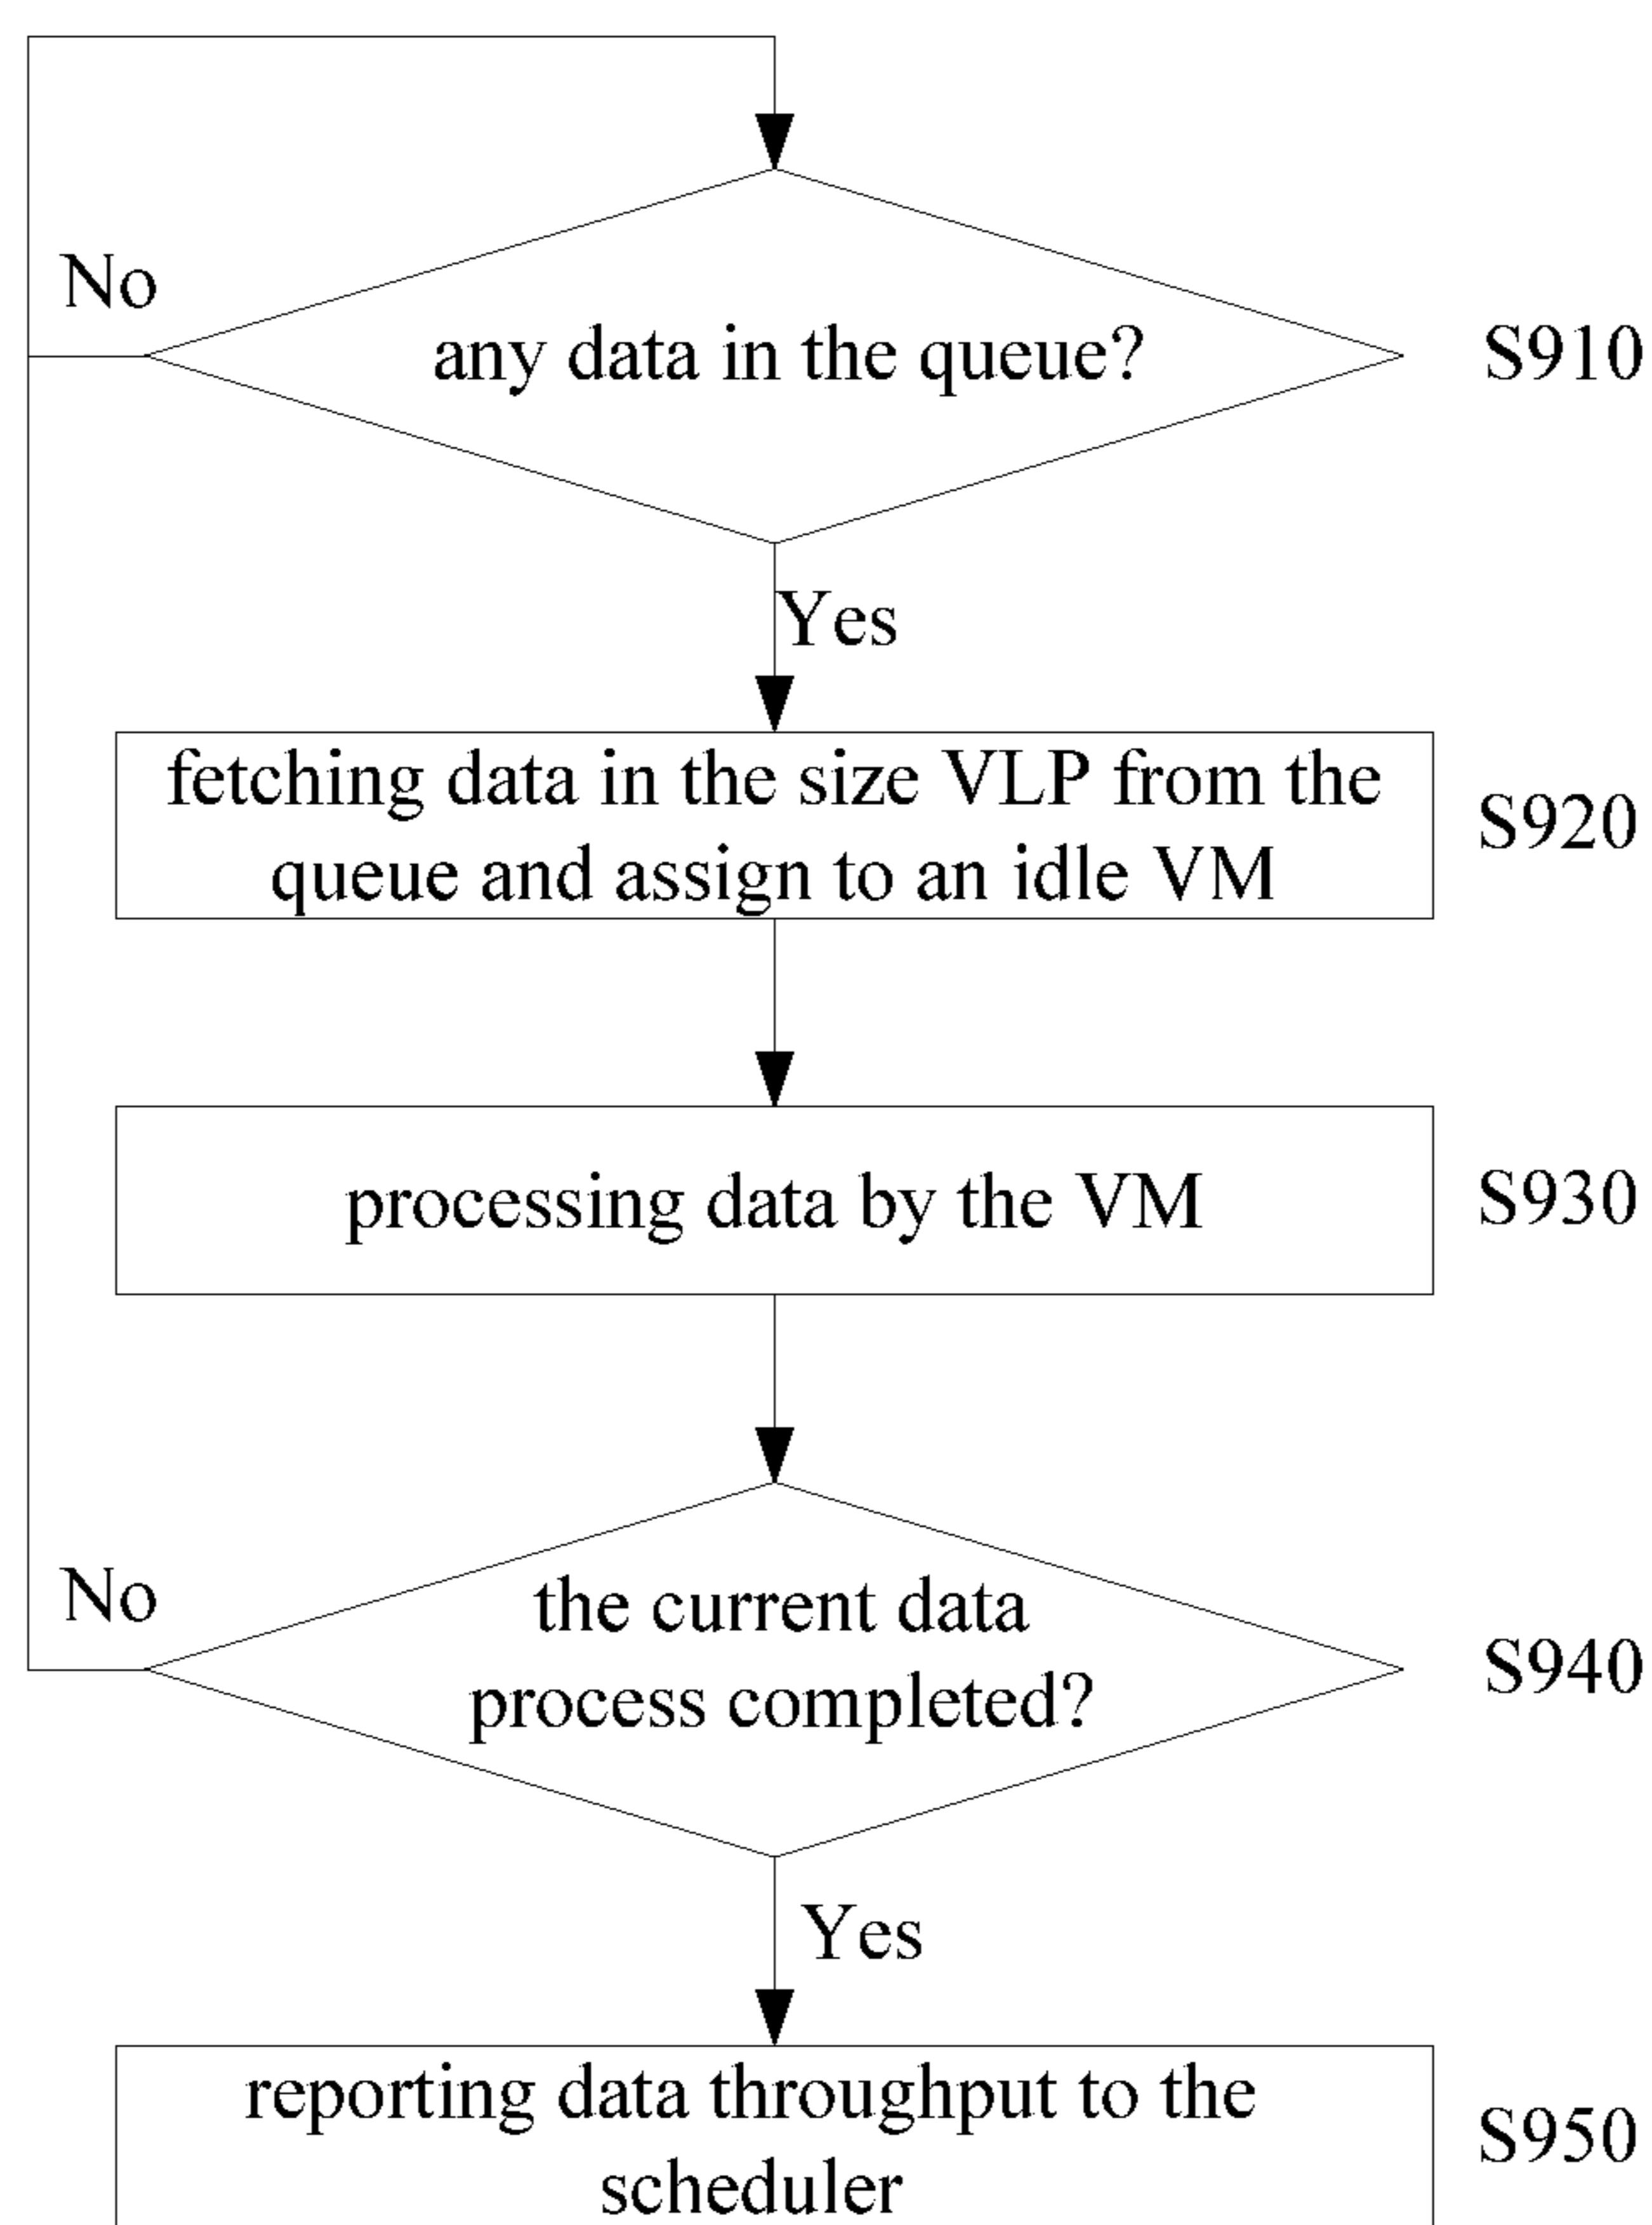 No
any data in the queue?
S910
Yes
fetching data in the size VLP from the
queue and assign to an idle VM
S920
processing data by the VM
S930
No
the current data
process completed?
S940
Yes
reporting data throughput to the
scheduler
S950